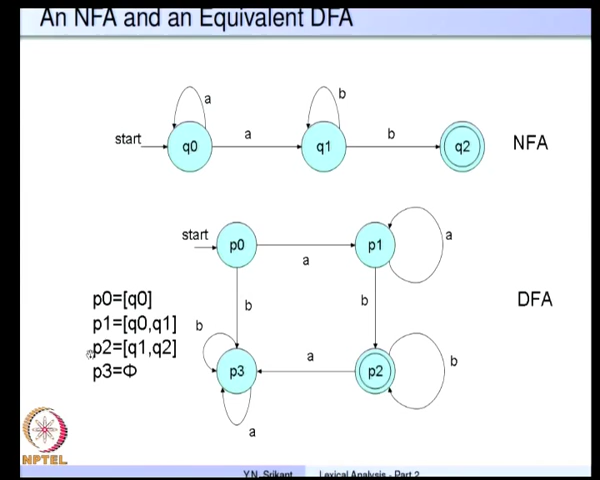 An NFA and an Equivalent DFA
a
b
start
q0
a
q1
b
q2
NFA
start
p0
a
p1
a
b
b
DFA
p0=[q0]
p1=[q0,q1]
p2=[q1,q2]
p3=Φ
b
p3
a
p2
b
a
NPTEL
Y.N. Srikant
Lexical Analysis - Part 2